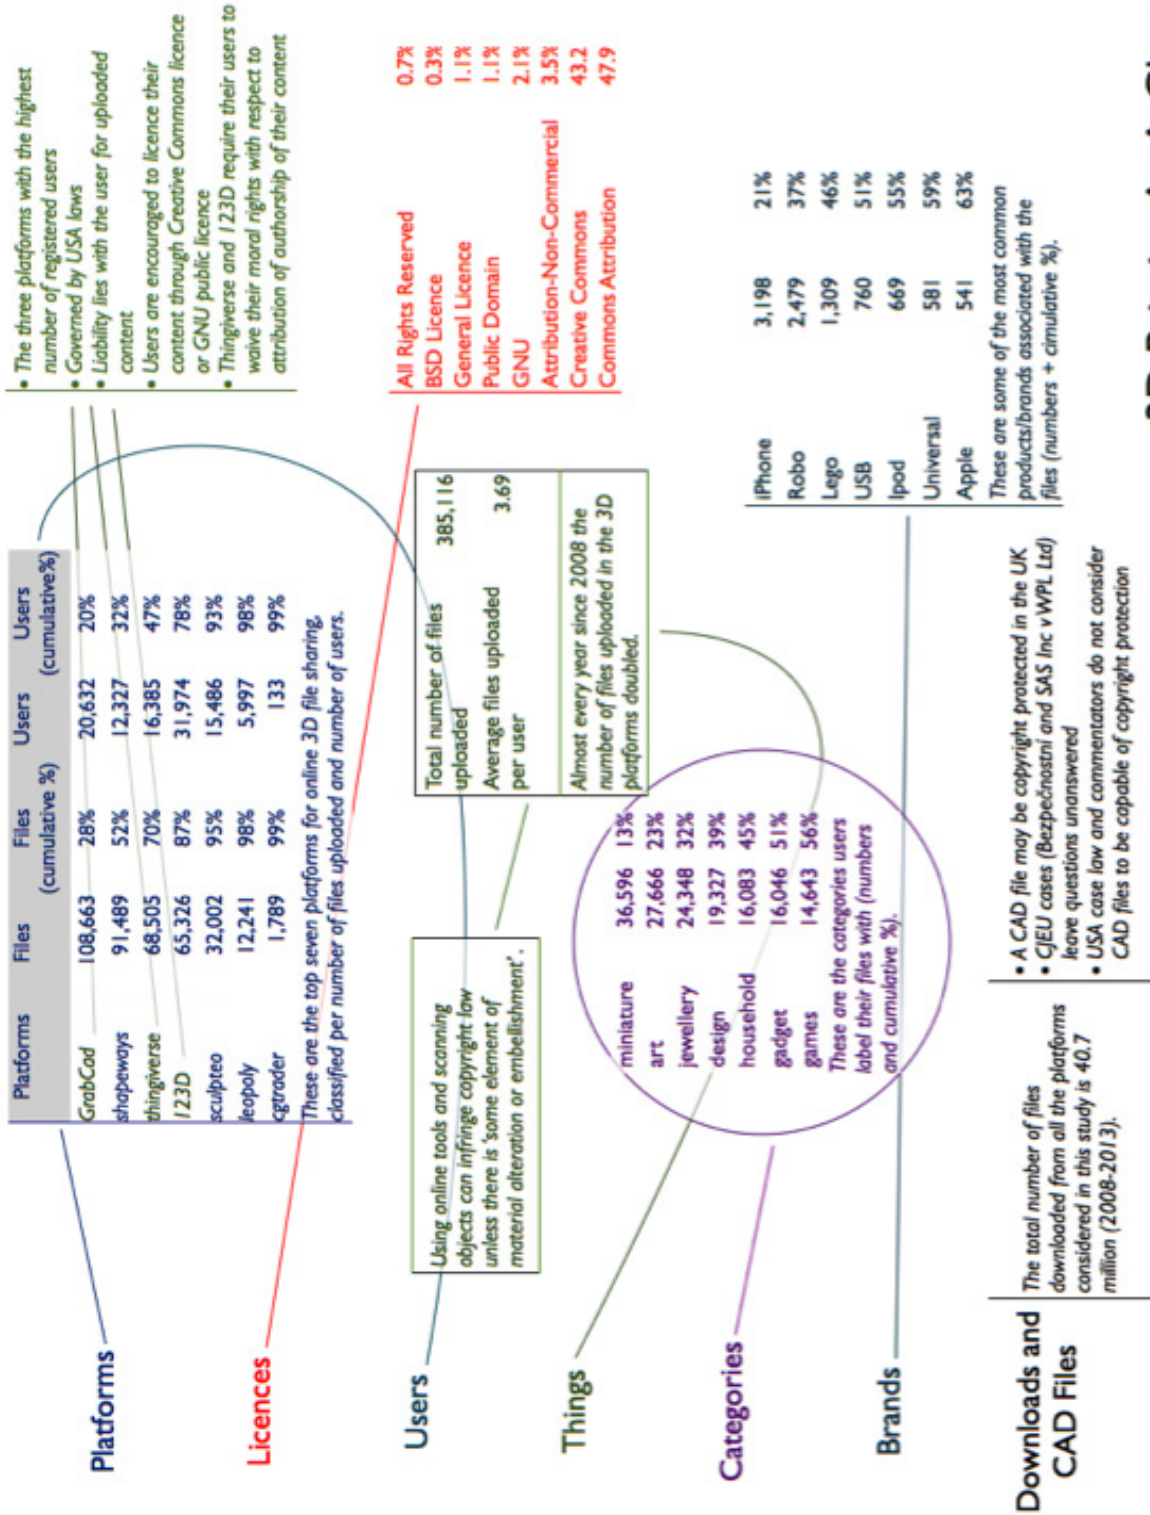 Platforms
Platforms Files Files Users Users
(cumulative %) (cumulative%)
GrabCad 108,663 28% 20,632 20%
shapeways 91,489 52% 12,327 32%
thingiverse 68,505 70% 16,385 47%
123D 65,326 87% 31,974 78%
sculpteo 32,002 95% 15,486 93%
leopoly 12,241 98% 5,997 98%
cgtrader 1,789 99% 133 99%
These are the top seven platforms for online 3D file sharing,
classified per number of files uploaded and number of users.
• The three platforms with the highest
number of registered users
• Governed by USA laws
• Liability lies with the user for uploaded
content
• Users are encouraged to licence their
content through Creative Commons licence
or GNU public licence
• Thingiverse and 123D require their users to
waive their moral rights with respect to
attribution of authorship of their content
Licences
All Rights Reserved 0.7%
BSD Licence 0.3%
General Licence 1.1%
Public Domain 1.1%
GNU 2.1%
Attribution-Non-Commercial 3.5%
Creative Commons 43.2
Commons Attribution 47.9
Users
Using online tools and scanning
objects can infringe copyright law
unless there is 'some element of
material alteration or embellishment'.
Total number of files 385,116
uploaded
Average files uploaded 3.69
per user
Almost every year since 2008 the
number of files uploaded in the 3D
platforms doubled.
Things
Categories
miniature 36,596 13%
art 27,666 23%
jewellery 24,348 32%
design 19,327 39%
household 16,083 45%
gadget 16,046 51%
games 14,643 56%
These are the categories users
label their files with (numbers
and cumulative %).
Brands
iPhone 3,198 21%
Robo 2,479 37%
Lego 1,309 46%
USB 760 51%
Ipod 669 55%
Universal 581 59%
Apple 541 63%
These are some of the most common
products/brands associated with the
files (numbers + cimulative %).
Downloads and
CAD Files
The total number of files
downloaded from all the platforms
considered in this study is 40.7
million (2008-2013).
• A CAD file may be copyright protected in the UK
• CJEU cases (Bezpečnostní and SAS Inc v WPL Ltd)
leave questions unanswered
• USA case law and commentators do not consider
CAD files to be capable of copyright protection